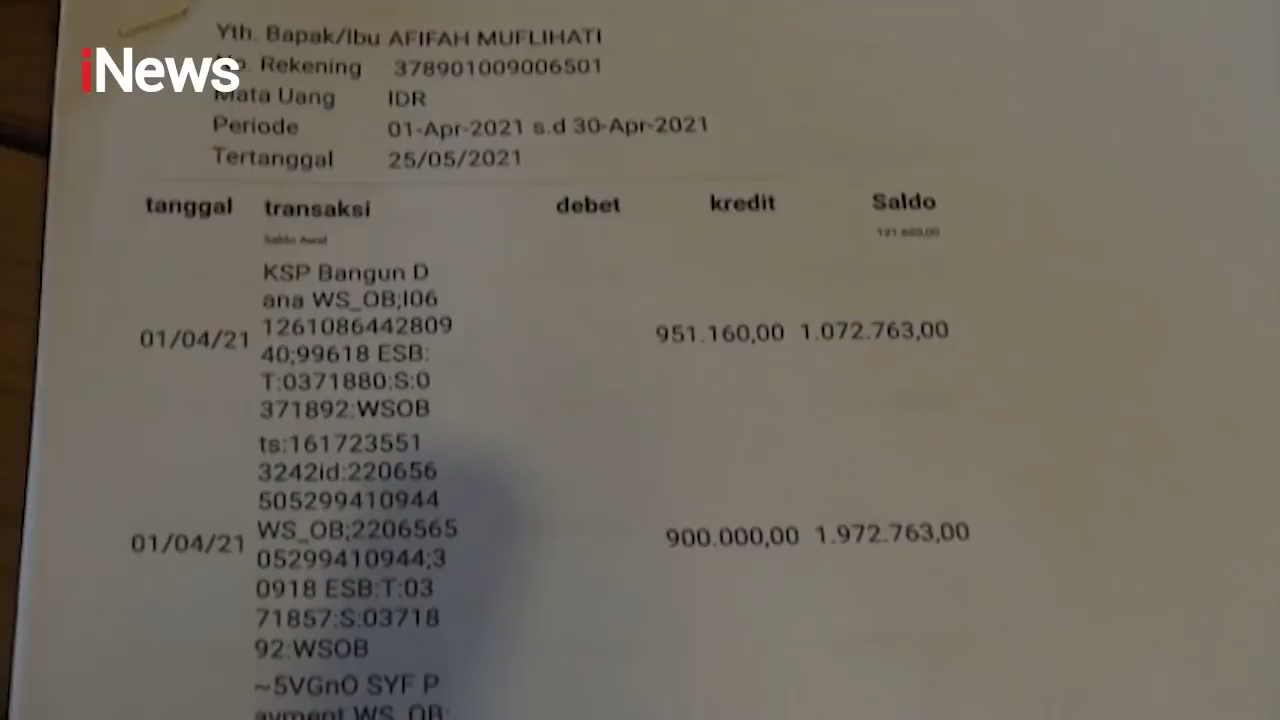 iNews
Yth. Bapak/Ibu AFIFAH MUFLIHATI
No. Rekening 378901009006501
Mata Uang IDR
Periode 01-Apr-2021 s.d 30-Apr-2021
Tertanggal 25/05/2021
tanggal transaksi debet kredit Saldo
Saldo Awal
KSP Bangun D
ana WS_OB;I06
1261086442809
01/04/21 40;99618 ESB: 951.160,00 1.072.763,00
T:0371880:S:0
371892:WSOB
ts:161723551
3242id:220656
505299410944
01/04/21 WS_OB;2206565 900.000,00 1.972.763,00
05299410944;3
0918 ESB:T:03
71857:S:03718
92:WSOB
~5VGnO SYF P
ayment WS_OB: